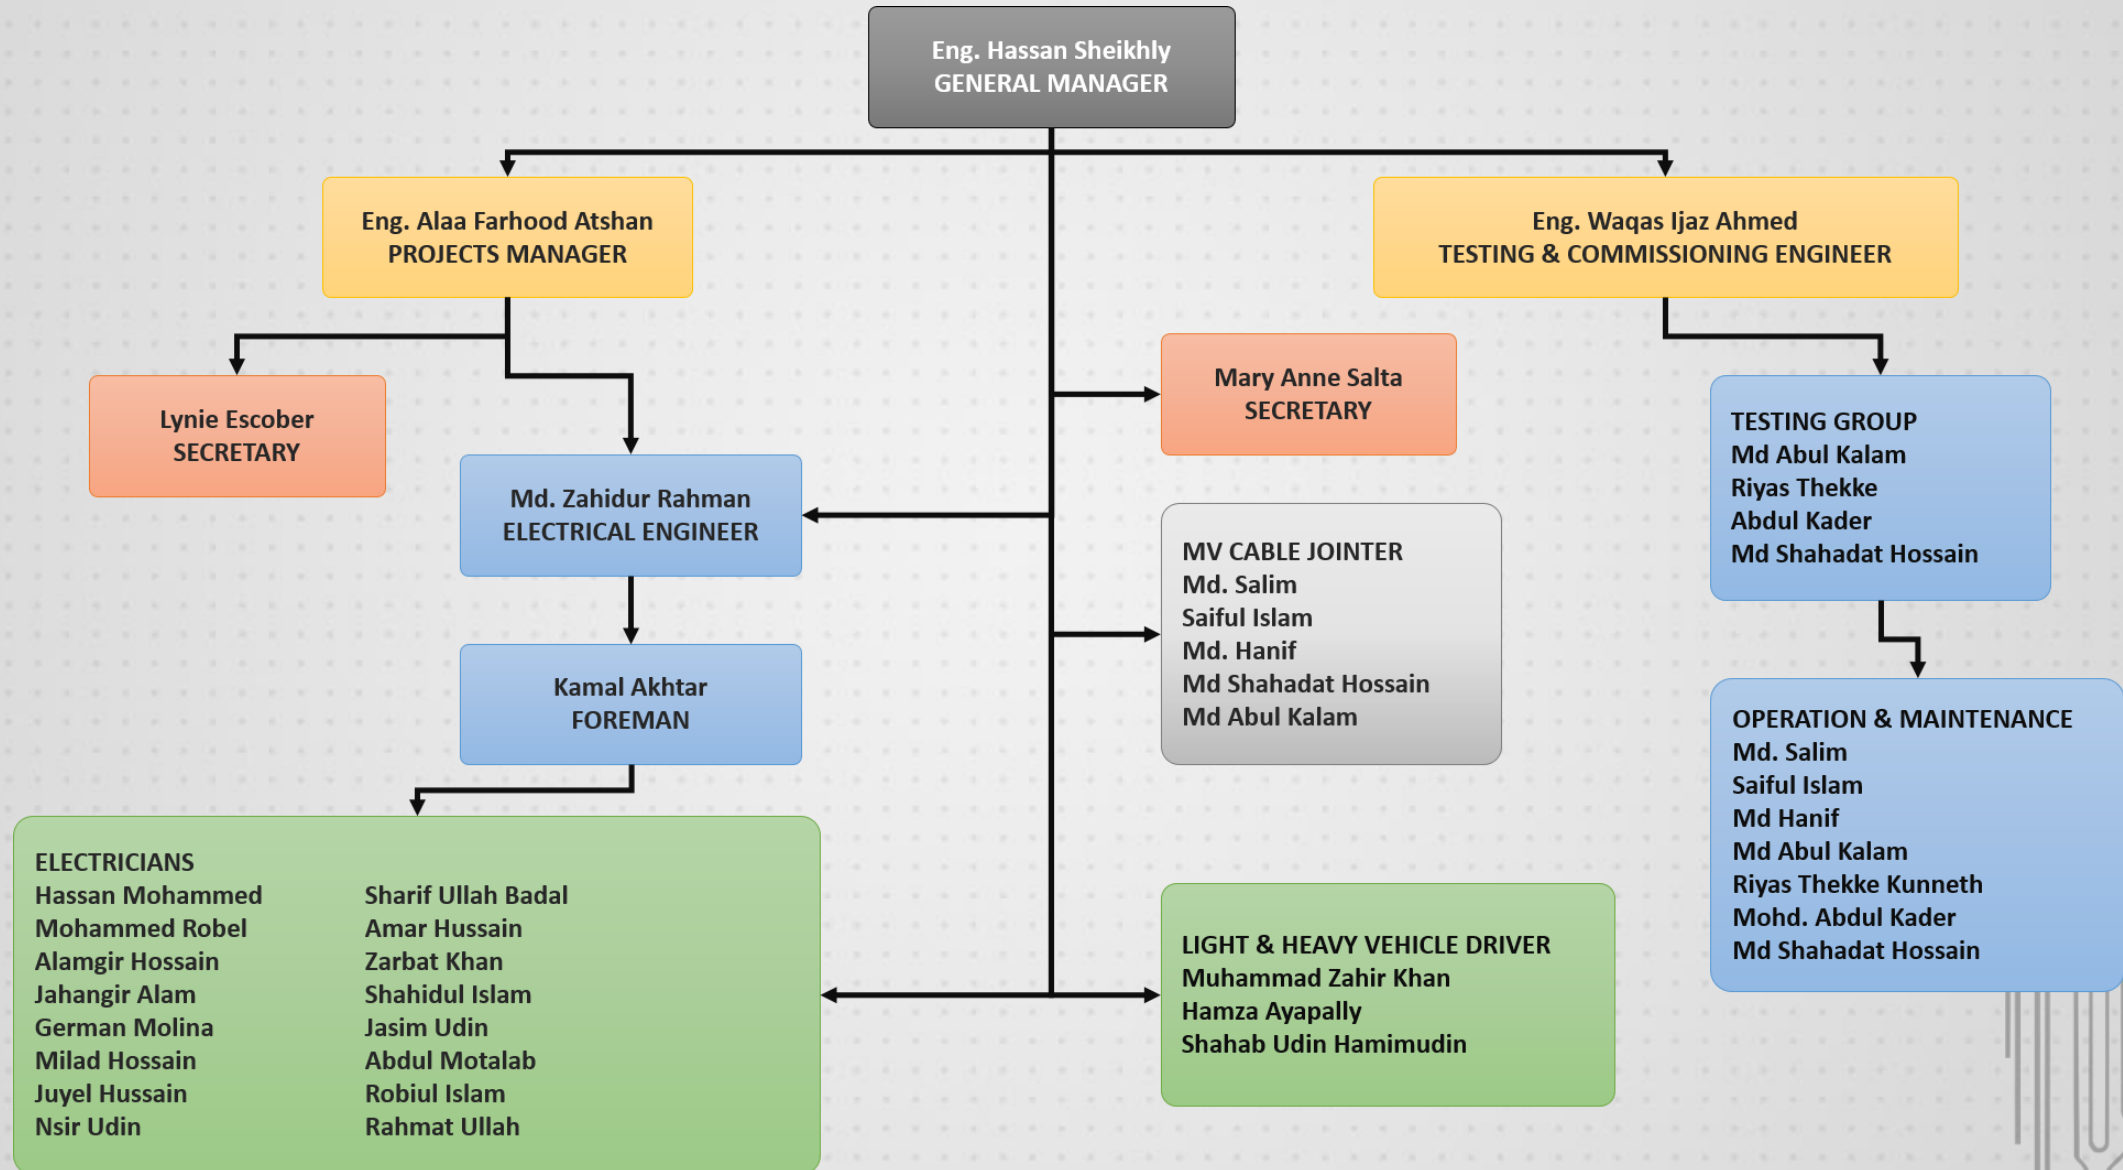 Eng. Hassan Sheikhly
GENERAL MANAGER
Eng. Alaa Farhood Atshan
PROJECTS MANAGER
Eng. Waqas Ijaz Ahmed
TESTING & COMMISSIONING ENGINEER
Lynie Escober
SECRETARY
Mary Anne Salta
SECRETARY
Md. Zahidur Rahman
ELECTRICAL ENGINEER
TESTING GROUP
Md Abul Kalam
Riyas Thekke
Abdul Kader
Md Shahadat Hossain
MV CABLE JOINTER
Md. Salim
Saiful Islam
Md. Hanif
Md Shahadat Hossain
Md Abul Kalam
Kamal Akhtar
FOREMAN
OPERATION & MAINTENANCE
Md. Salim
Saiful Islam
Md Hanif
Md Abul Kalam
Riyas Thekke Kunneth
Mohd. Abdul Kader
Md Shahadat Hossain
ELECTRICIANS
Hassan Mohammed
Mohammed Robel
Alamgir Hossain
Jahangir Alam
German Molina
Milad Hossain
Juyel Hussain
Nsir Udin
Sharif Ullah Badal
Amar Hussain
Zarbat Khan
Shahidul Islam
Jasim Udin
Abdul Motalab
Robiul Islam
Rahmat Ullah
LIGHT & HEAVY VEHICLE DRIVER
Muhammad Zahir Khan
Hamza Ayapally
Shahab Udin Hamimudin